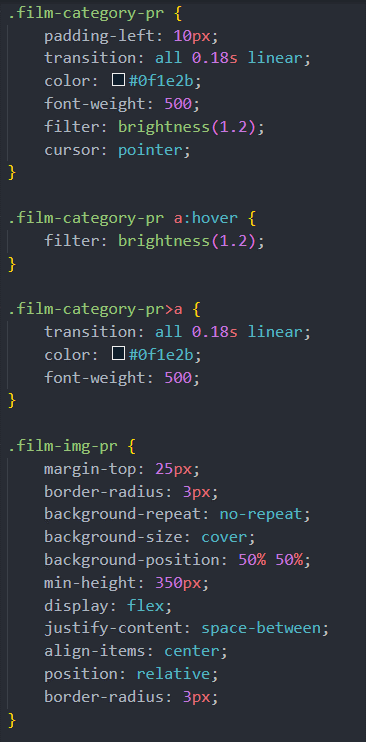 .film-category-pr {
    padding-left: 10px;
    transition: all 0.18s linear;
    color: #0f1e2b;
    font-weight: 500;
    filter: brightness(1.2);
    cursor: pointer;
}

.film-category-pr a:hover {
    filter: brightness(1.2);
}

.film-category-pr>a {
    transition: all 0.18s linear;
    color: #0f1e2b;
    font-weight: 500;
}

.film-img-pr {
    margin-top: 25px;
    border-radius: 3px;
    background-repeat: no-repeat;
    background-size: cover;
    background-position: 50% 50%;
    min-height: 350px;
    display: flex;
    justify-content: space-between;
    align-items: center;
    position: relative;
    border-radius: 3px;
}